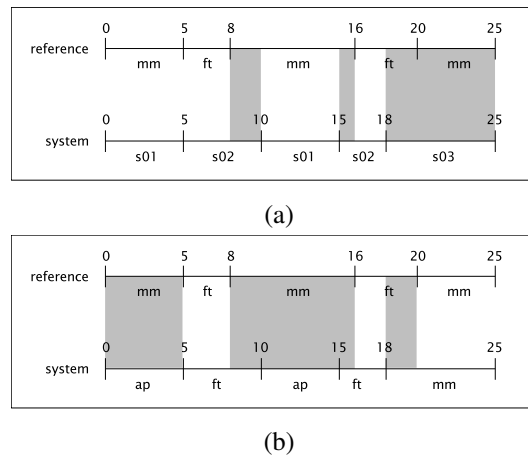 0 5 8 16 20 25
reference
mm ft mm ft mm
0 5 10 15 18 25
system
s01 s02 s01 s02 s03
(a)
0 5 8 16 20 25
reference
mm ft mm ft mm
0 5 10 15 18 25
system
ap ft ap ft mm
(b)